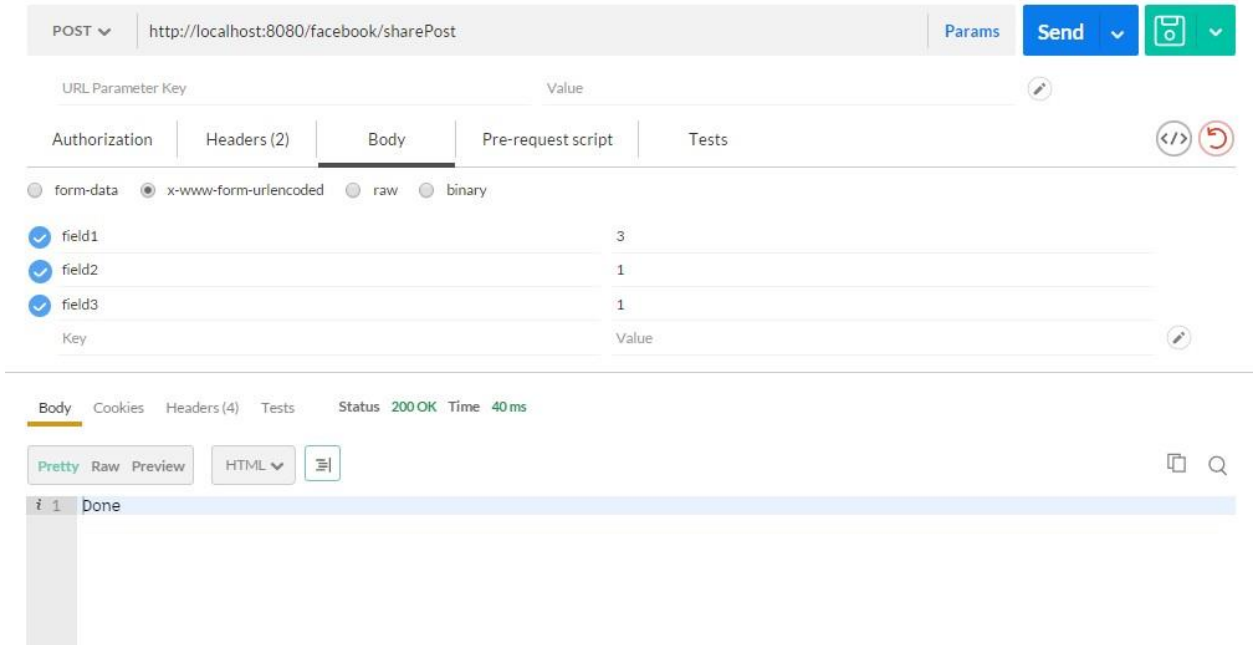 POST http://localhost:8080/facebook/sharePost Params Send
URL Parameter Key Value
Authorization Headers (2) Body Pre-request script Tests
form-data x-www-form-urlencoded raw binary
field1 3
field2 1
field3 1
Key Value
Body Cookies Headers (4) Tests Status 200 OK Time 40 ms
Pretty Raw Preview HTML
i 1 Done